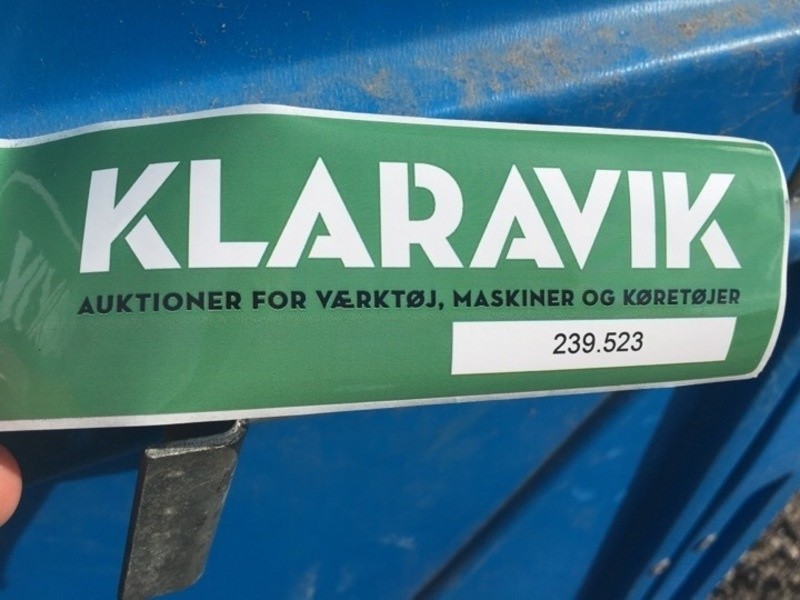 KLARAVIK
AUKTIONER FOR VÆRKTØJ, MASKINER OG KØRETØJER
239.523